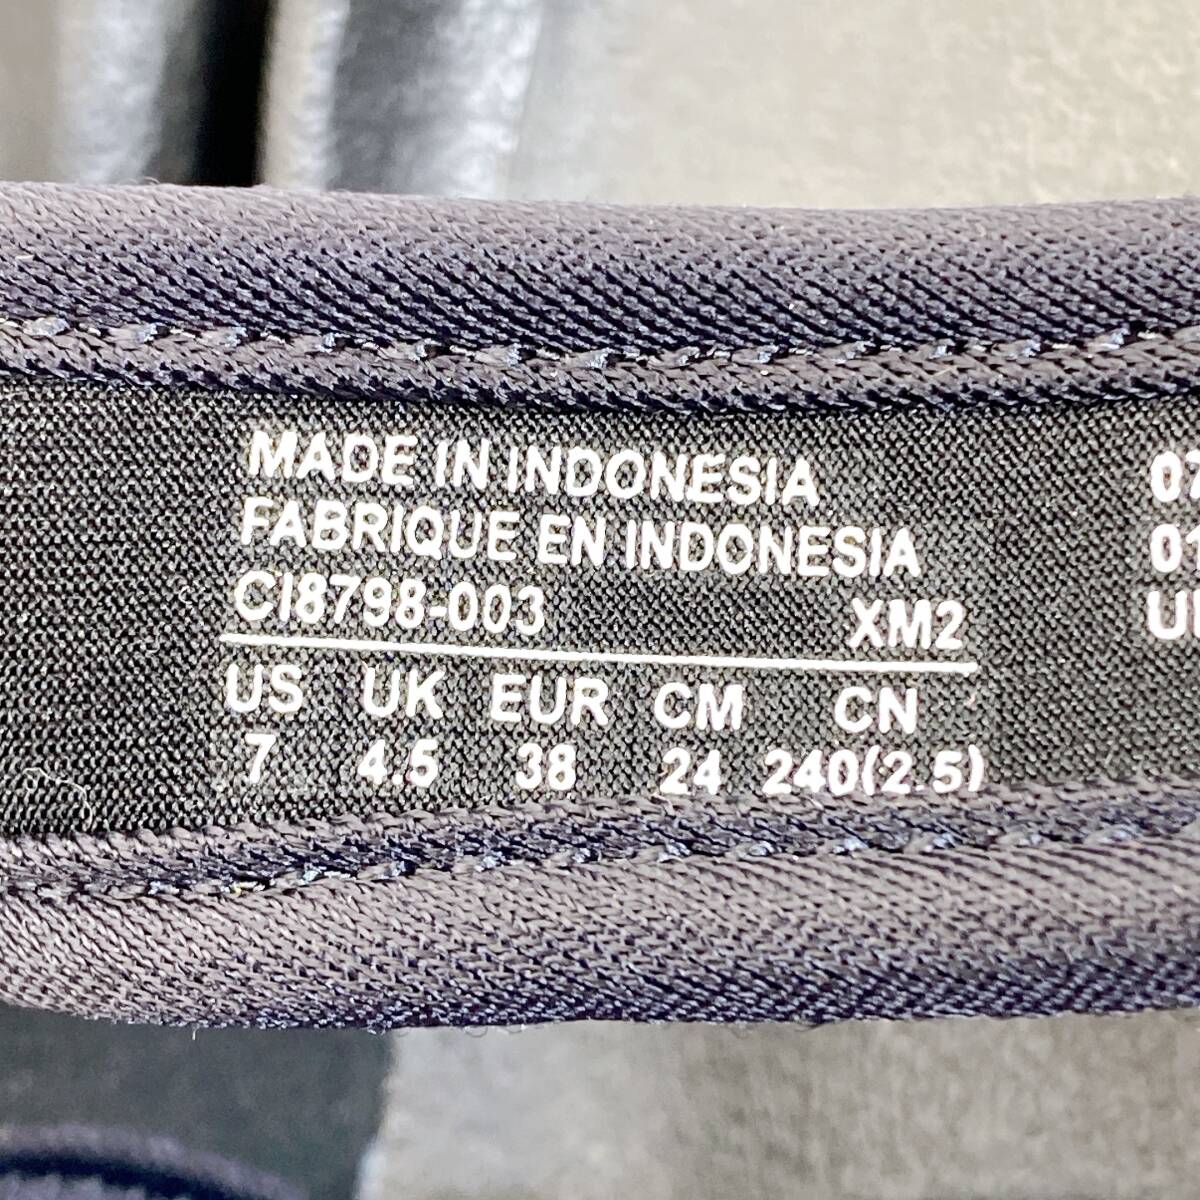 MADE IN INDONESIA
FABRIQUE EN INDONESIA
CI8798-003 XM2
US UK EUR CM CN
7 4.5 38 24 240(2.5)